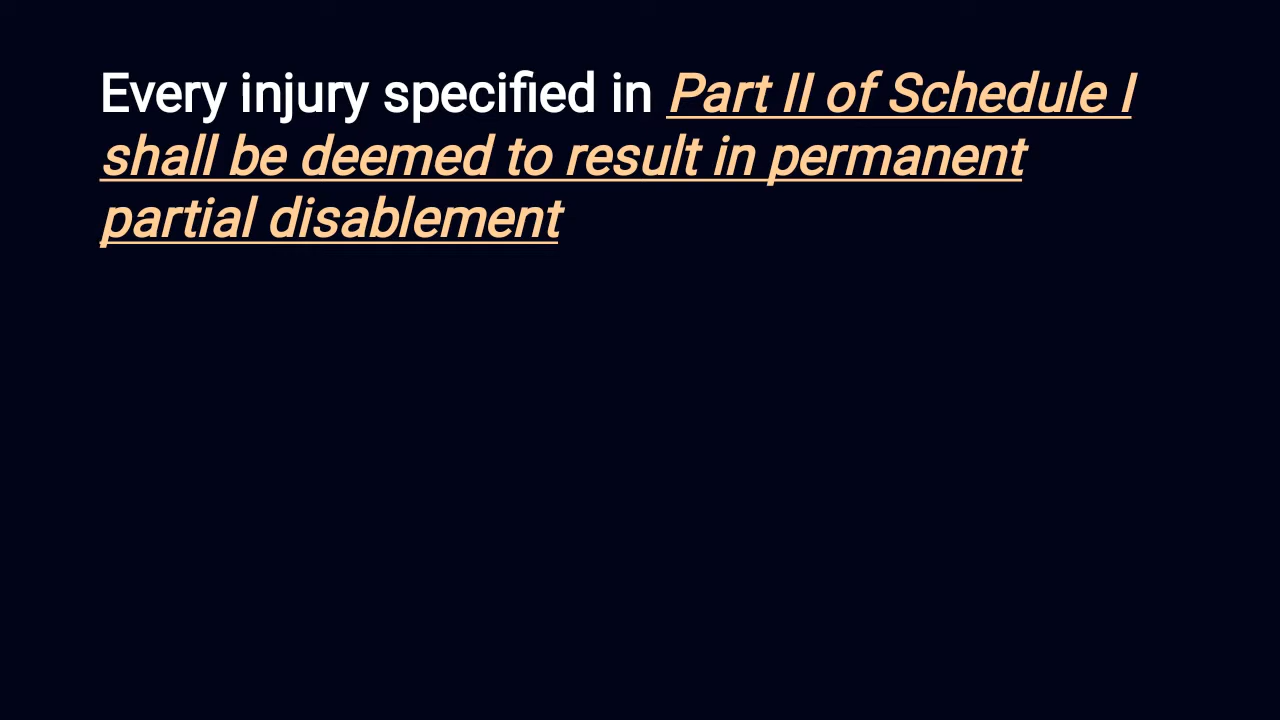 Every injury specified in Part II of Schedule I
shall be deemed to result in permanent
partial disablement